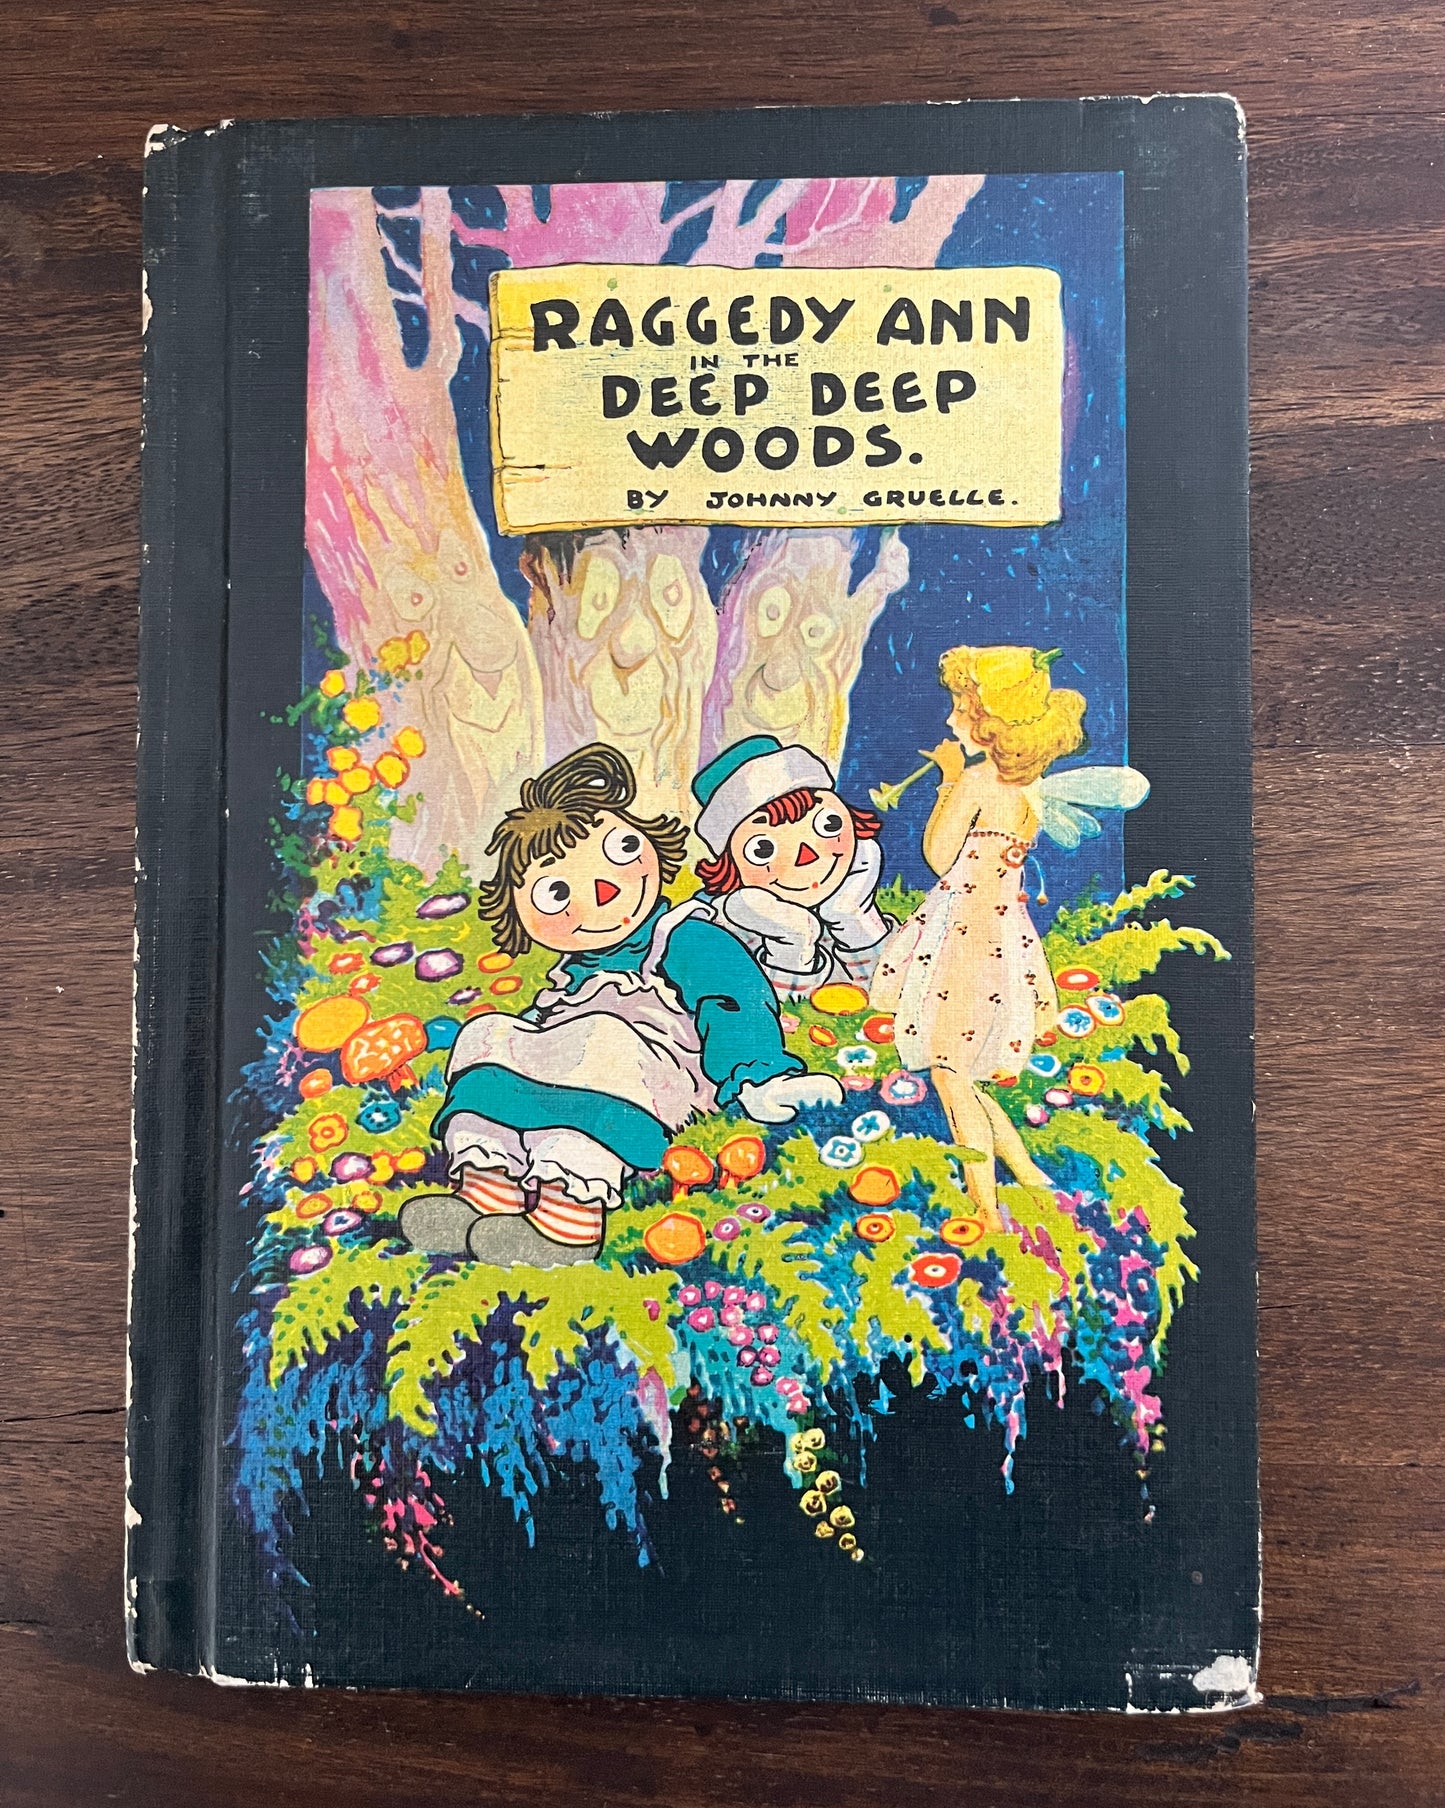 RAGGEDY ANN
IN THE
DEEP DEEP
WOODS.
BY JOHNNY GRUELLE.